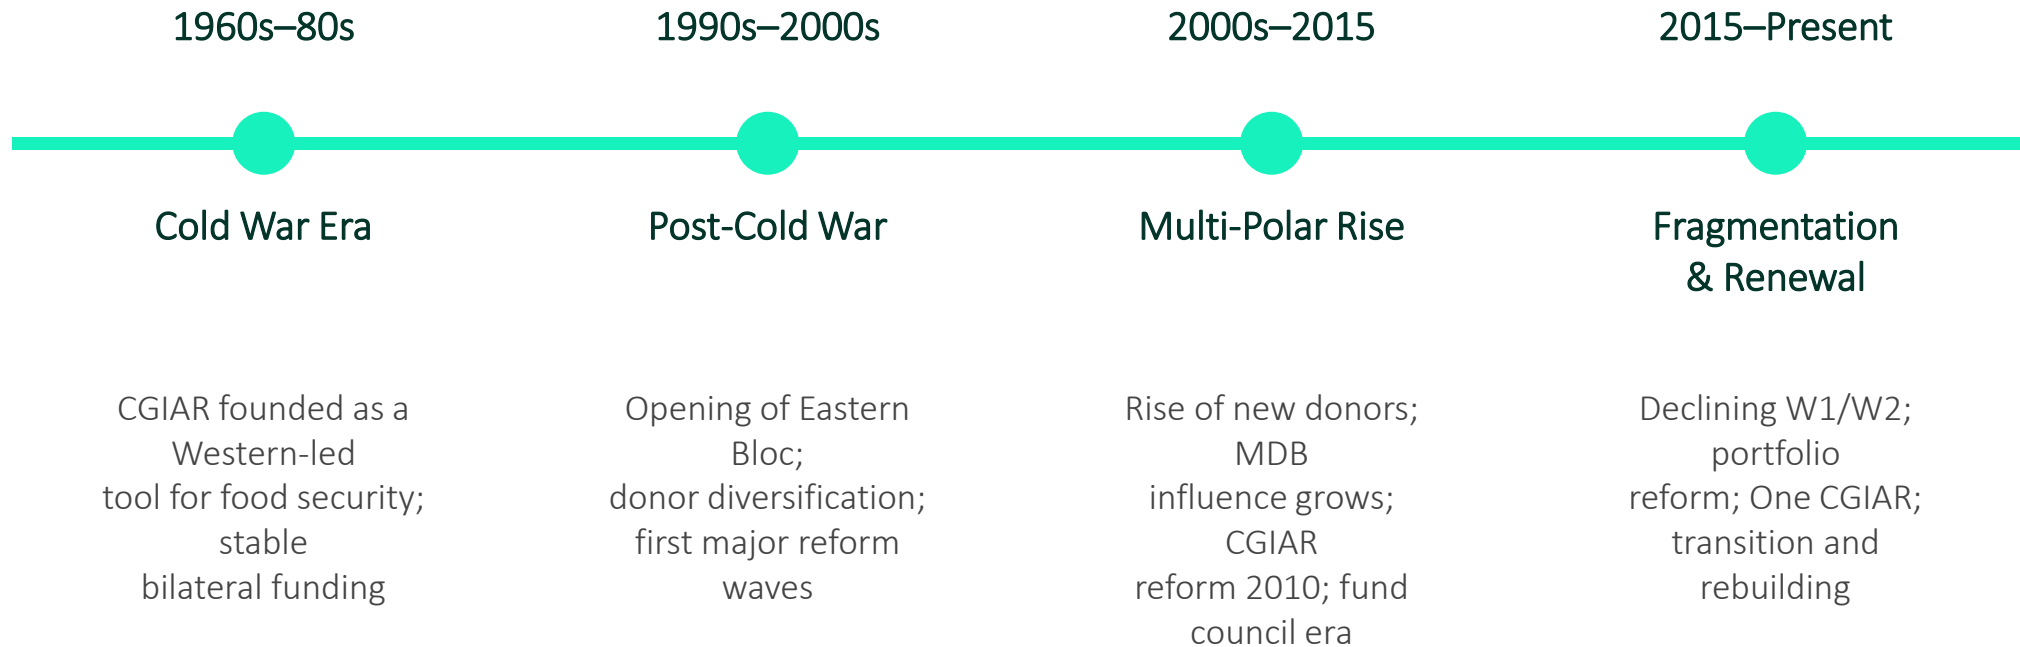 1960s–80s
1990s–2000s
2000s–2015
2015–Present
Cold War Era
Post-Cold War
Multi-Polar Rise
Fragmentation
& Renewal
CGIAR founded as a
Western-led
tool for food security;
stable
bilateral funding
Opening of Eastern
Bloc;
donor diversification;
first major reform
waves
Rise of new donors;
MDB
influence grows;
CGIAR
reform 2010; fund
council era
Declining W1/W2;
portfolio
reform; One CGIAR;
transition and
rebuilding